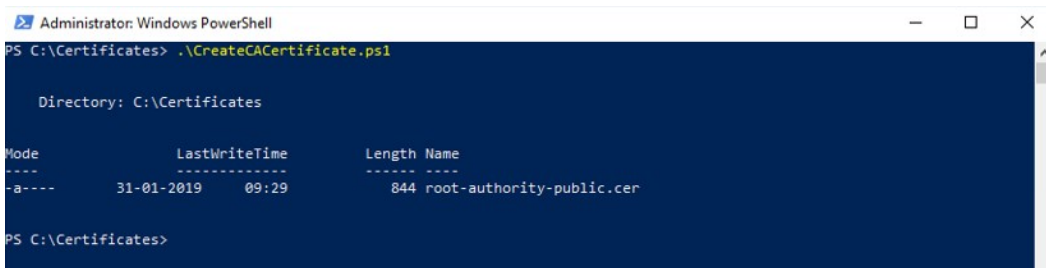 Administrator: Windows PowerShell
PS C:\Certificates> .\CreateCACertificate.ps1
Directory: C:\Certificates
Mode                LastWriteTime         Length Name
----                -------------         ------ ----
-a----       31-01-2019     09:29            844 root-authority-public.cer
PS C:\Certificates>